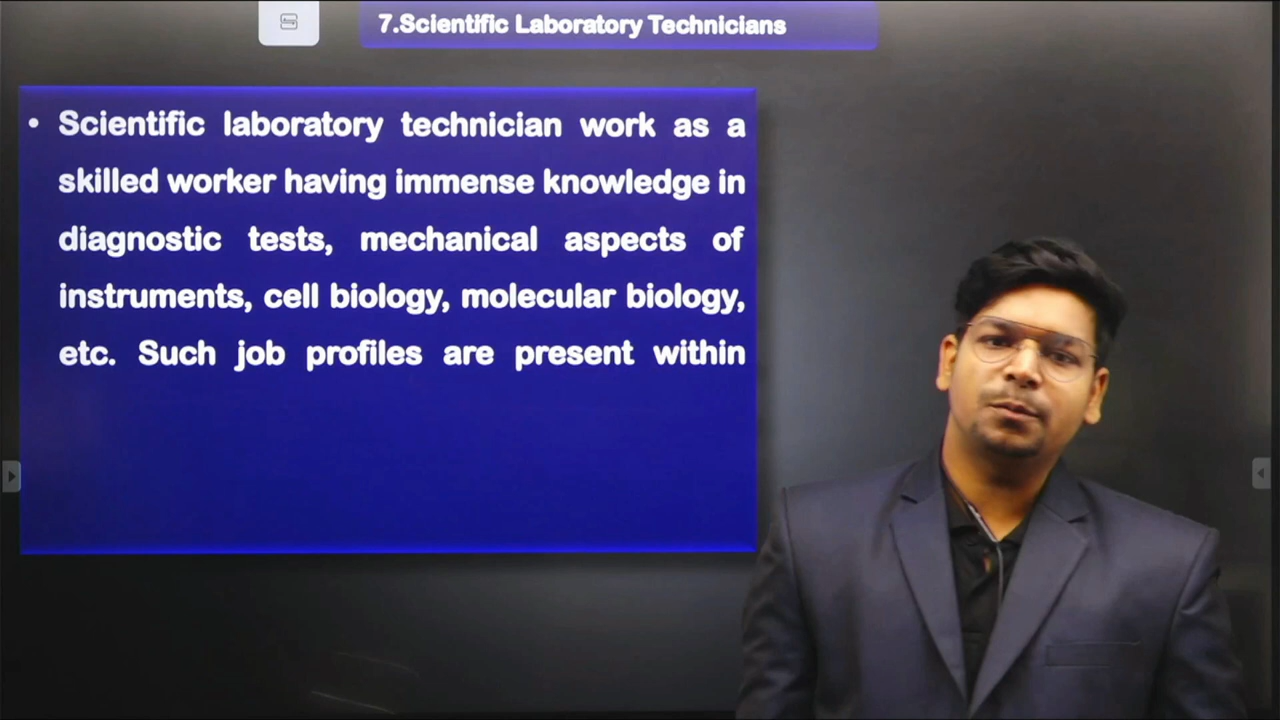 7.Scientific Laboratory Technicians
• Scientific laboratory technician work as a
skilled worker having immense knowledge in
diagnostic tests, mechanical aspects of
instruments, cell biology, molecular biology,
etc. Such job profiles are present within